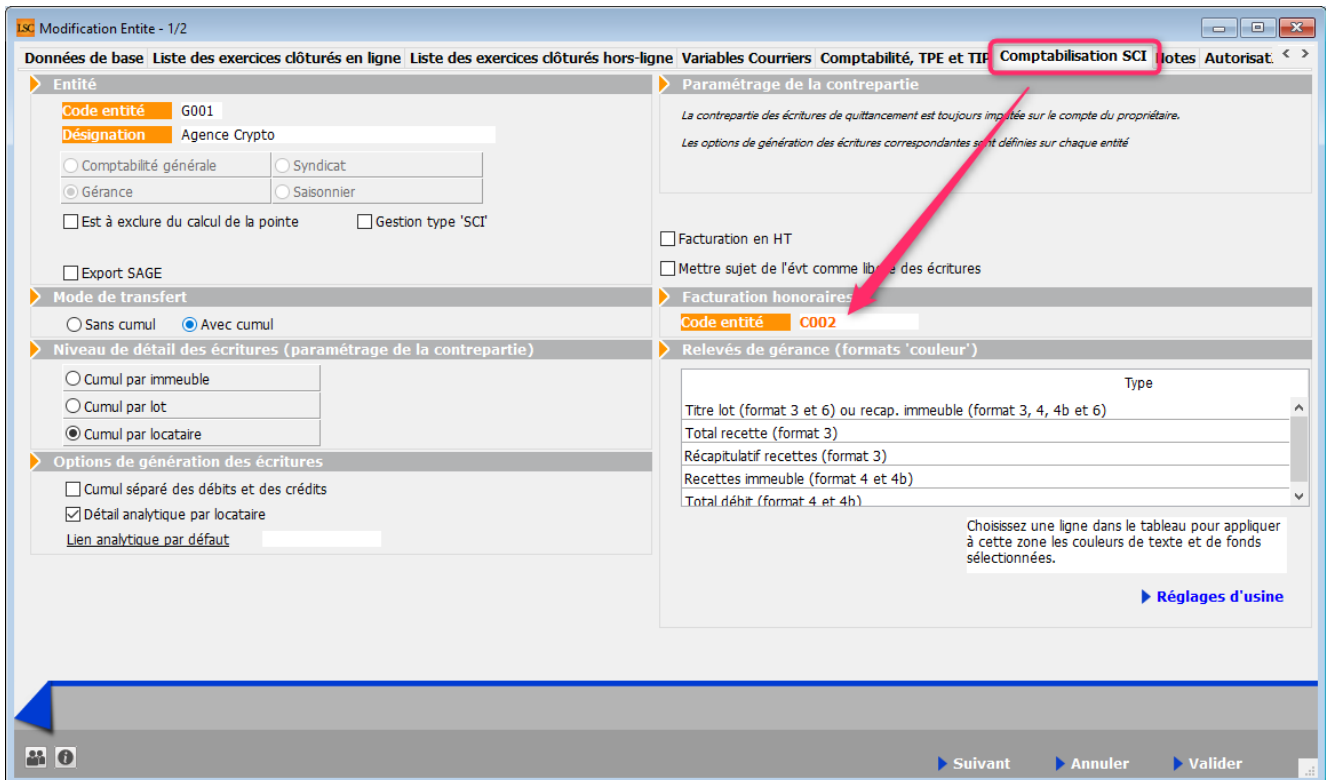 LSC Modification Entite - 1/2
Données de base Liste des exercices clôturés en ligne Liste des exercices clôturés hors-ligne Variables Courriers Comptabilité, TPE et TIP Comptabilisation SCI Notes Autorisat. < >
Entité
Code entité G001
Désignation Agence Crypto
Comptabilité générale Syndicat
Gérance Saisonnier
Est à exclure du calcul de la pointe Gestion type 'SCI'
Export SAGE
Mode de transfert
Sans cumul Avec cumul
Niveau de détail des écritures (paramétrage de la contrepartie)
Cumul par immeuble
Cumul par lot
Cumul par locataire
Options de génération des écritures
Cumul séparé des débits et des crédits
Détail analytique par locataire
Lien analytique par défaut
Paramétrage de la contrepartie
La contrepartie des écritures de quittancement est toujours imputée sur le compte du propriétaire.
Les options de génération des écritures correspondantes sont définies sur chaque entité
Facturation en HT
Mettre sujet de l'évt comme libellé des écritures
Facturation honoraires
Code entité C002
Relevés de gérance (formats 'couleur')
Type
Titre lot (format 3 et 6) ou recap. immeuble (format 3, 4, 4b et 6)
Total recette (format 3)
Récapitulatif recettes (format 3)
Recettes immeuble (format 4 et 4b)
Total débit (format 4 et 4b)
Choisissez une ligne dans le tableau pour appliquer
à cette zone les couleurs de texte et de fonds
sélectionnées.
Réglages d'usine
Suivant Annuler Valider